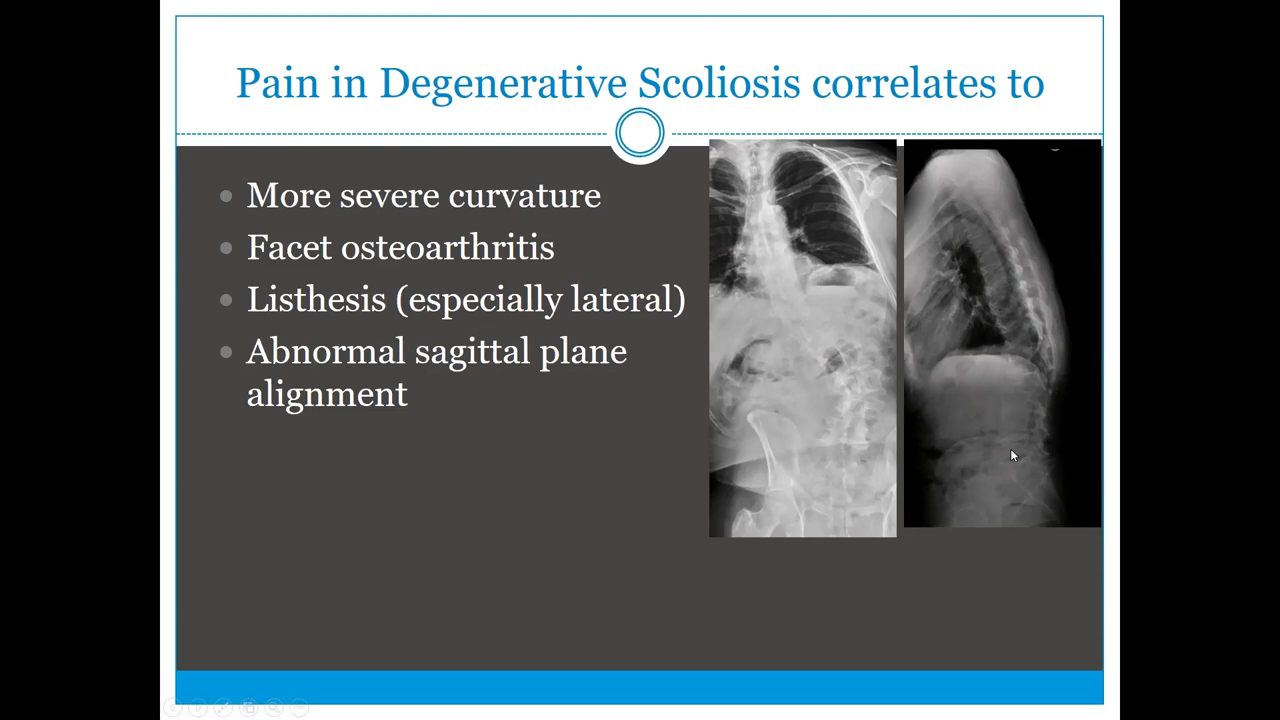 Pain in Degenerative Scoliosis correlates to
More severe curvature
Facet osteoarthritis
Listhesis (especially lateral)
Abnormal sagittal plane
alignment